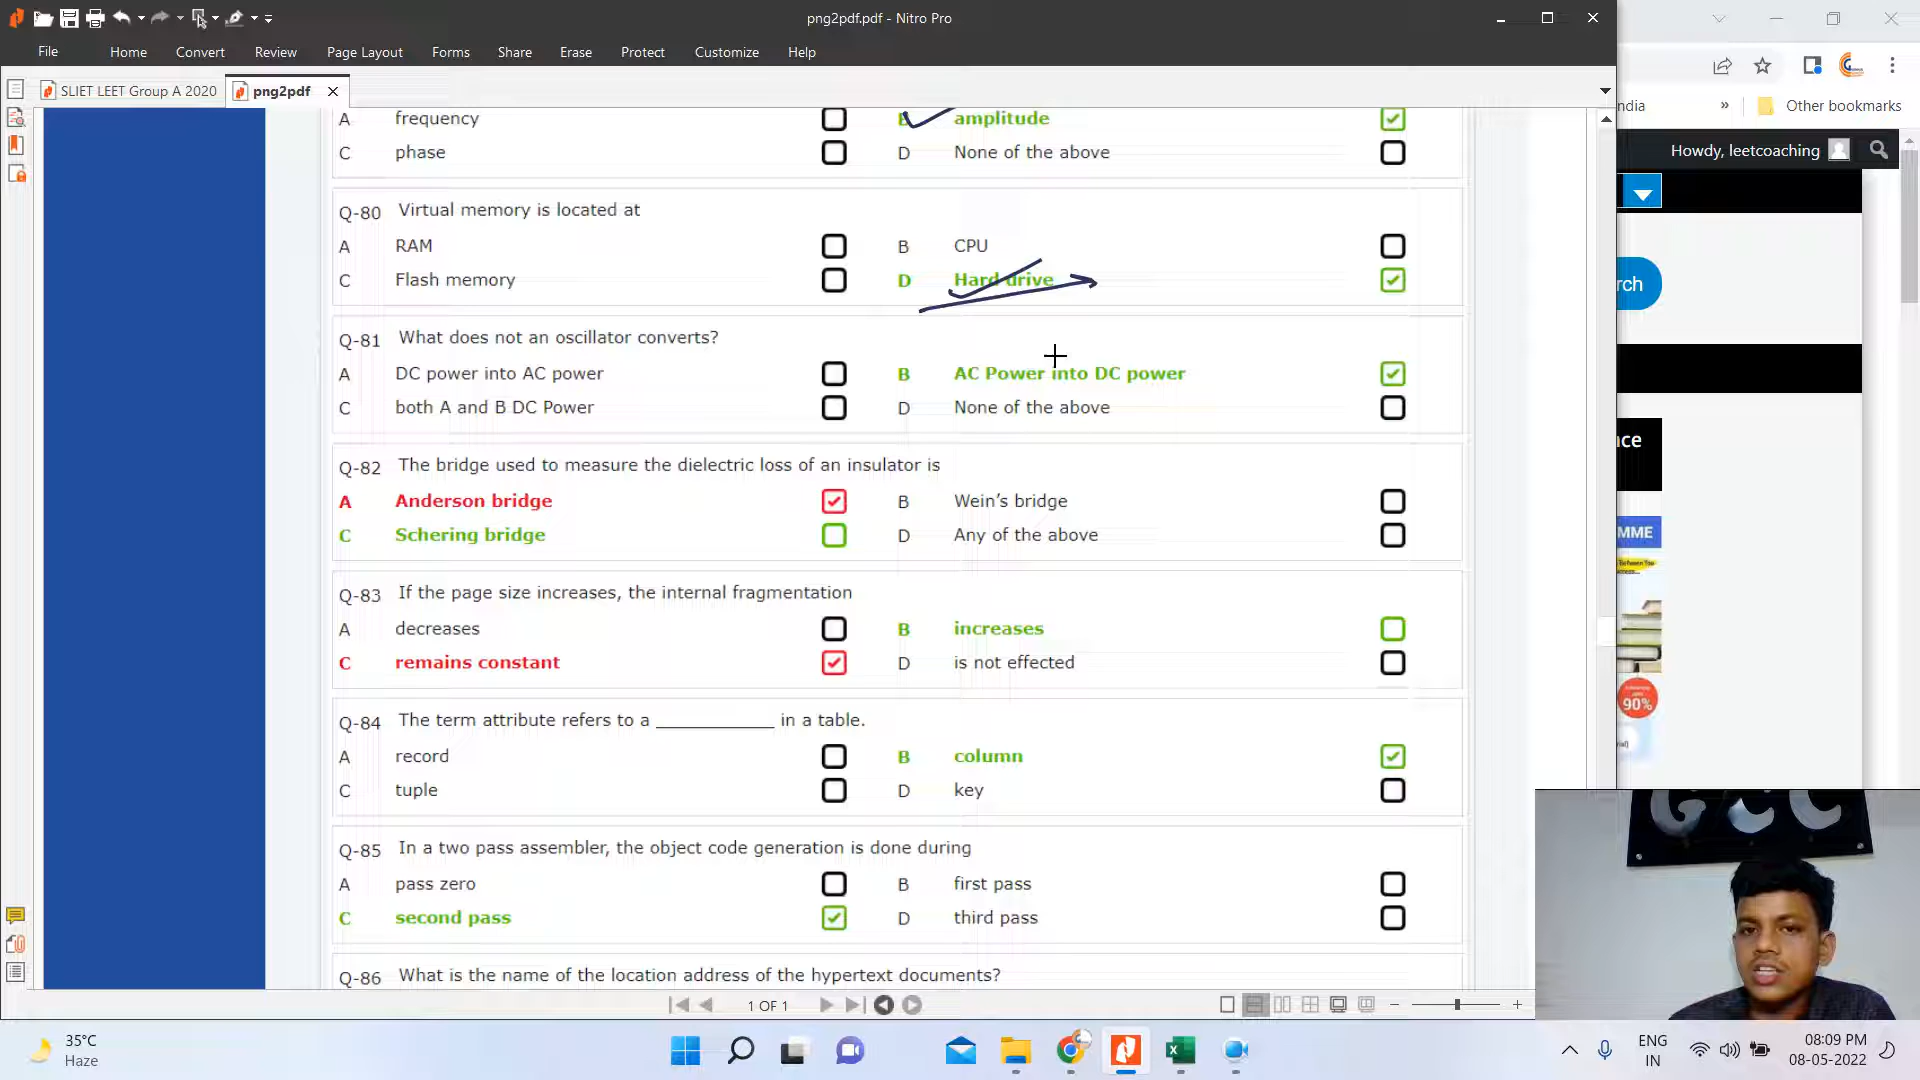 png2pdf.pdf - Nitro Pro
File Home Convert Review Page Layout Forms Share Erase Protect Customize Help
SLIET LEET Group A 2020 png2pdf
ndia » Other bookmarks
Howdy, leetcoaching
A frequency B amplitude
C phase D None of the above
Q-80 Virtual memory is located at
A RAM B CPU
C Flash memory D Hard drive
rch
Q-81 What does not an oscillator converts?
A DC power into AC power B AC Power into DC power
C both A and B DC Power D None of the above
nce
Q-82 The bridge used to measure the dielectric loss of an insulator is
A Anderson bridge B Wein's bridge
C Schering bridge D Any of the above
MME
Q-83 If the page size increases, the internal fragmentation
A decreases B increases
C remains constant D is not effected
90%
Q-84 The term attribute refers to a ____________ in a table.
A record B column
C tuple D key
GCC
Q-85 In a two pass assembler, the object code generation is done during
A pass zero B first pass
C second pass D third pass
Q-86 What is the name of the location address of the hypertext documents?
1 OF 1
35°C
Haze
ENG
IN
08:09 PM
08-05-2022